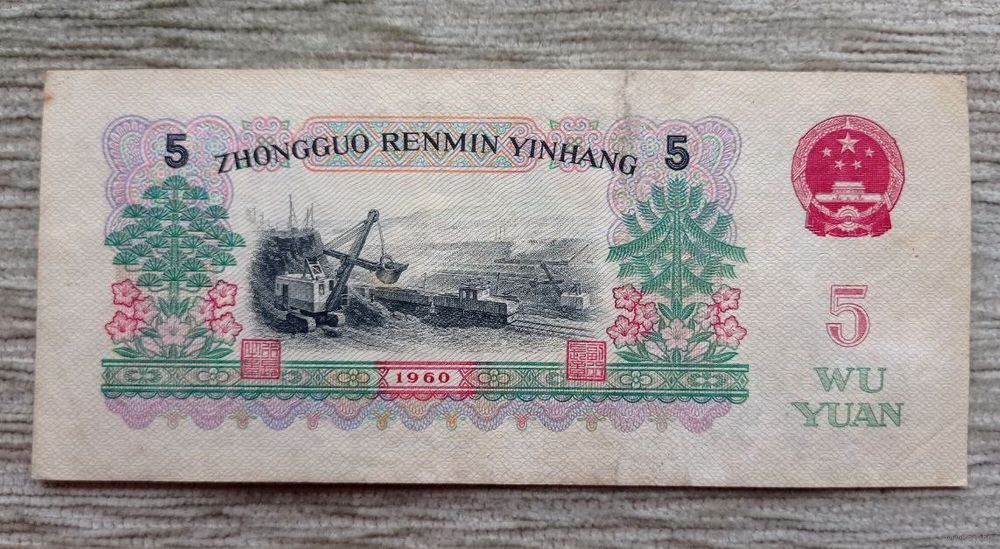 5 ZHONGGUO RENMIN YINHANG 5
1960
5
WU
YUAN